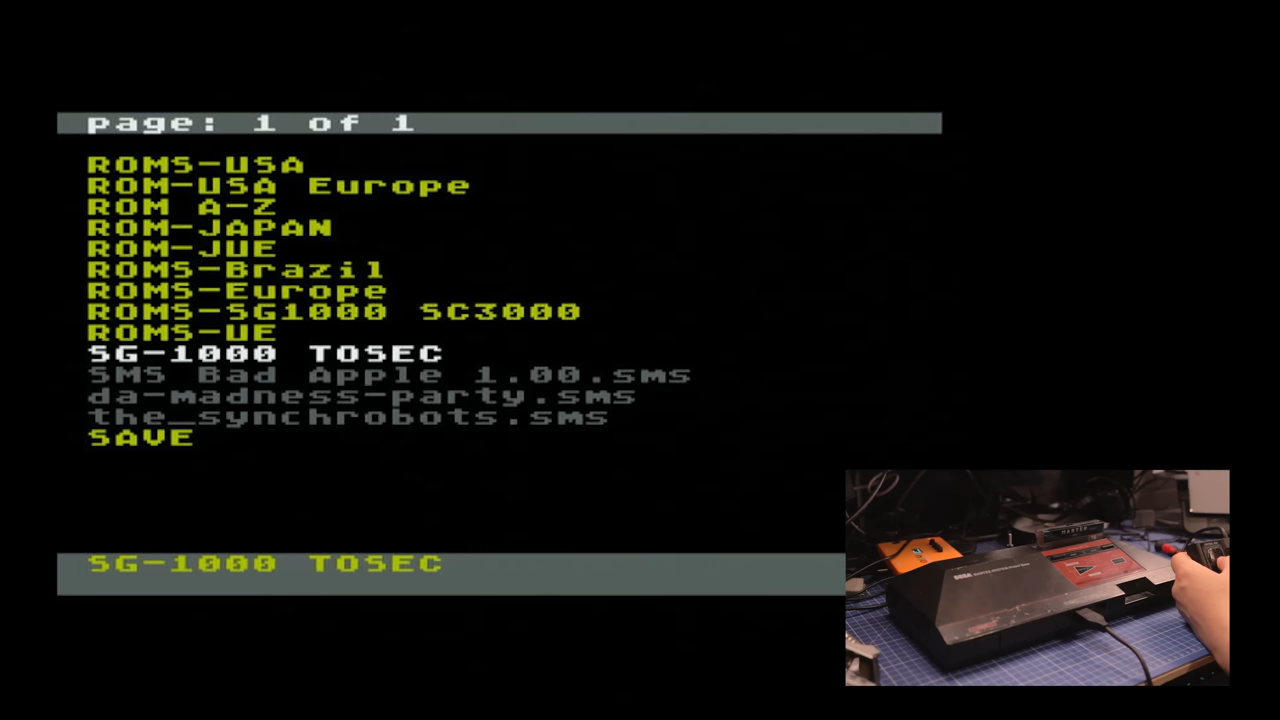 page: 1 of 1
ROMS-USA
ROM-USA Europe
ROM A-Z
ROM-JAPAN
ROM-JUE
ROMS-Brazil
ROMS-Europe
ROMS-SG1000 SC3000
ROMS-UE
SG-1000 TOSEC
SMS Bad Apple 1.00.sms
da-madness-party.sms
the_synchrobots.sms
SAVE
SG-1000 TOSEC
SEGA
MASTER